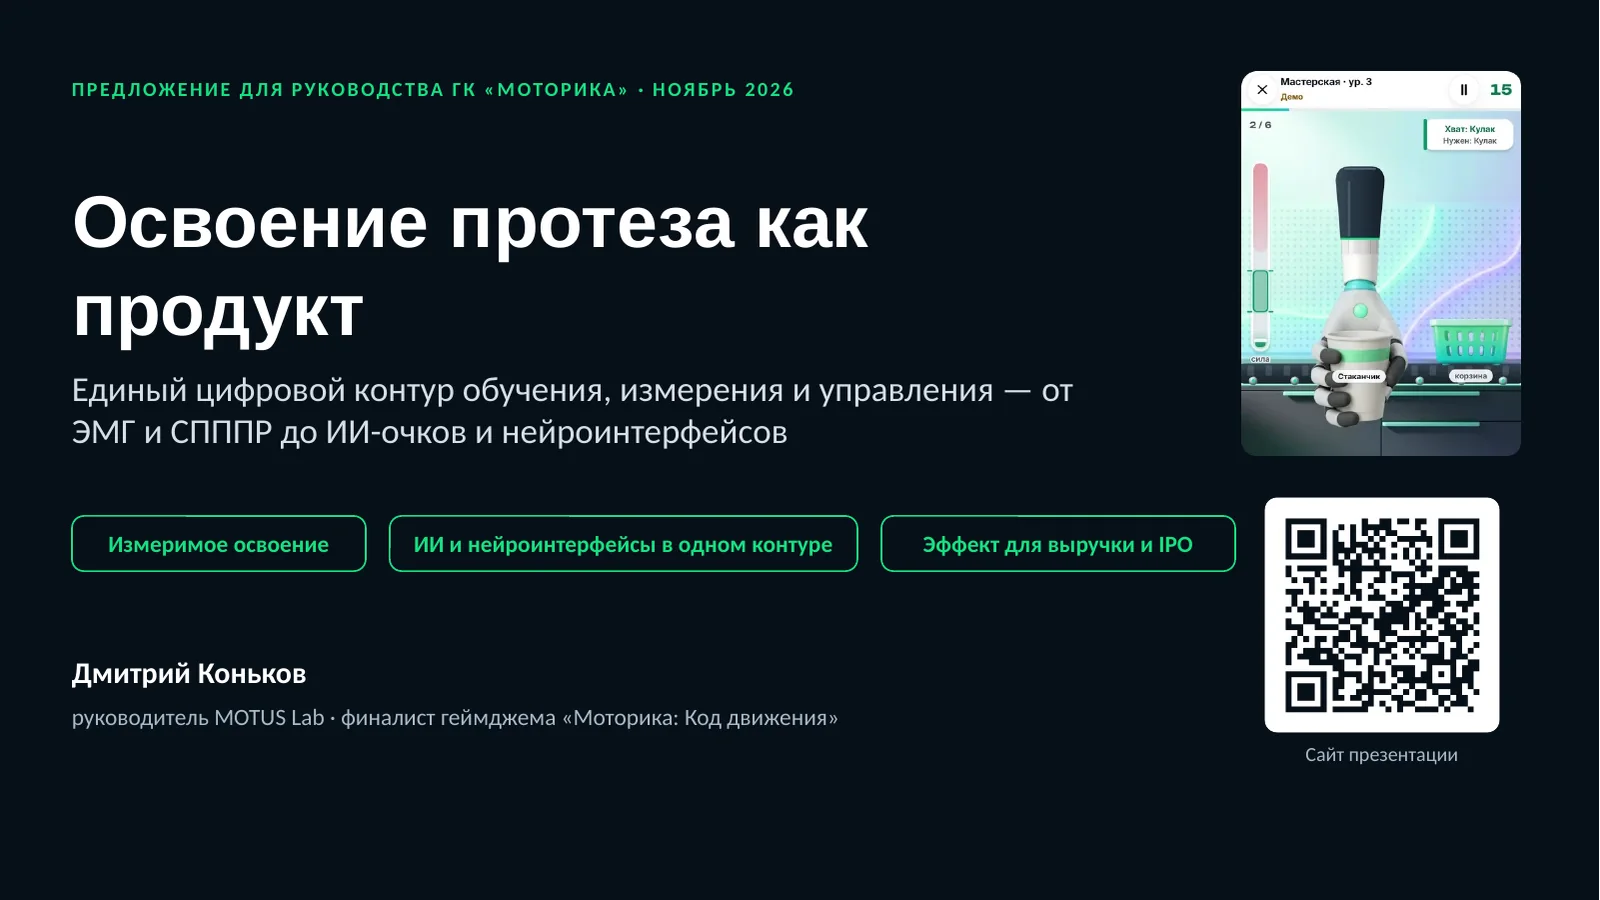 ПРЕДЛОЖЕНИЕ ДЛЯ РУКОВОДСТВА ГК «МОТОРИКА» · НОЯБРЬ 2026
Освоение протеза как
продукт
Единый цифровой контур обучения, измерения и управления — от
ЭМГ и СПППР до ИИ-очков и нейроинтерфейсов
Измеримое освоение
ИИ и нейроинтерфейсы в одном контуре
Эффект для выручки и IPO
Дмитрий Коньков
руководитель MOTUS Lab · финалист геймджема «Моторика: Код движения»
Мастерская · ур. 3
Демо
15
2 / 6
Хват: Кулак
Нужен: Кулак
сила
Стаканчик
корзина
Сайт презентации